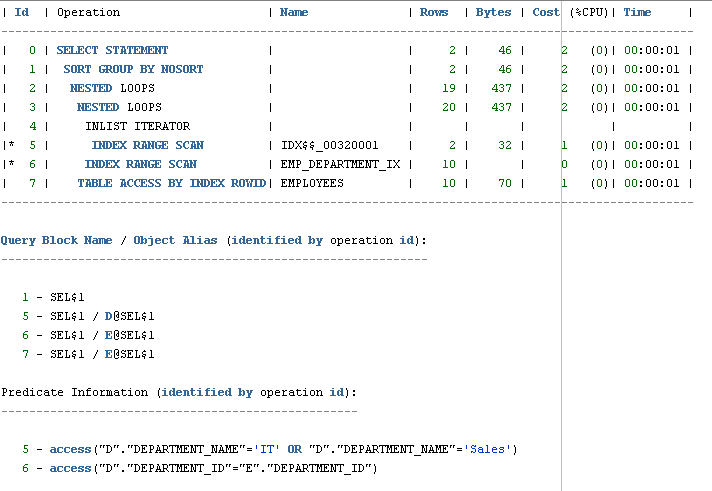 | Id | Operation | Name | Rows | Bytes | Cost (%CPU)| Time |
--------------------------------------------------------------------------------
| 0 | SELECT STATEMENT | | 2 | 46 | 2 (0)| 00:00:01 |
| 1 | SORT GROUP BY NOSORT | | 2 | 46 | 2 (0)| 00:00:01 |
| 2 | NESTED LOOPS | | 19 | 437 | 2 (0)| 00:00:01 |
| 3 | NESTED LOOPS | | 20 | 437 | 2 (0)| 00:00:01 |
| 4 | INLIST ITERATOR | | | | | |
|* 5 | INDEX RANGE SCAN | IDX$$_00320001 | 2 | 32 | 1 (0)| 00:00:01 |
|* 6 | INDEX RANGE SCAN | EMP_DEPARTMENT_IX | 10 | | 0 (0)| 00:00:01 |
| 7 | TABLE ACCESS BY INDEX ROWID| EMPLOYEES | 10 | 70 | 1 (0)| 00:00:01 |
--------------------------------------------------------------------------------
Query Block Name / Object Alias (identified by operation id):
-------------------------------------------------------------
1 - SEL$1
5 - SEL$1 / D@SEL$1
6 - SEL$1 / E@SEL$1
7 - SEL$1 / E@SEL$1
Predicate Information (identified by operation id):
---------------------------------------------------
5 - access("D"."DEPARTMENT_NAME"='IT' OR "D"."DEPARTMENT_NAME"='Sales')
6 - access("D"."DEPARTMENT_ID"="E"."DEPARTMENT_ID")